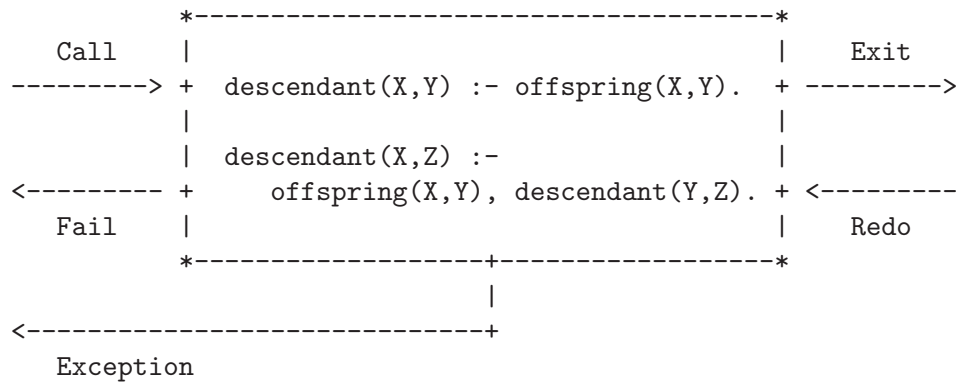 *--------------------------------------*
Call | | Exit
---------> + descendant(X,Y) :- offspring(X,Y). + --------->
| |
| descendant(X,Z) :- |
<--------- + offspring(X,Y), descendant(Y,Z). + <---------
Fail | | Redo
*-------------------+------------------*
|
<------------------------------+
Exception